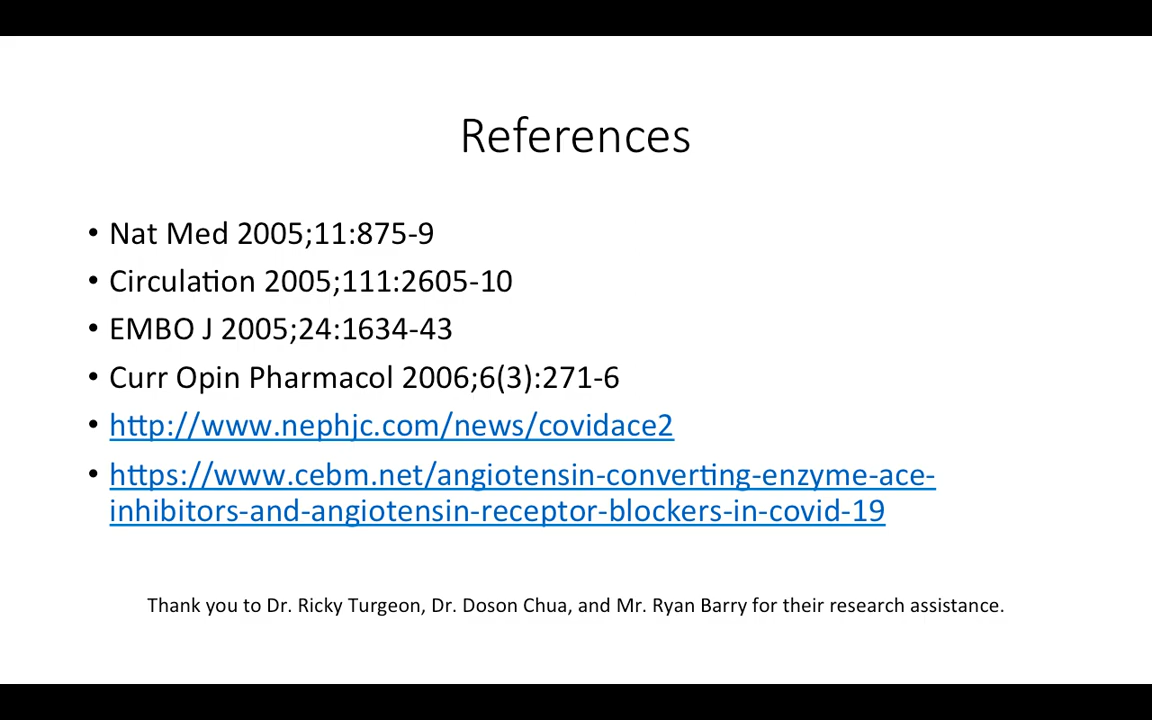 References
• Nat Med 2005;11:875-9
• Circulation 2005;111:2605-10
• EMBO J 2005;24:1634-43
• Curr Opin Pharmacol 2006;6(3):271-6
• http://www.nephjc.com/news/covidace2
• https://www.cebm.net/angiotensin-converting-enzyme-ace-
inhibitors-and-angiotensin-receptor-blockers-in-covid-19
Thank you to Dr. Ricky Turgeon, Dr. Doson Chua, and Mr. Ryan Barry for their research assistance.